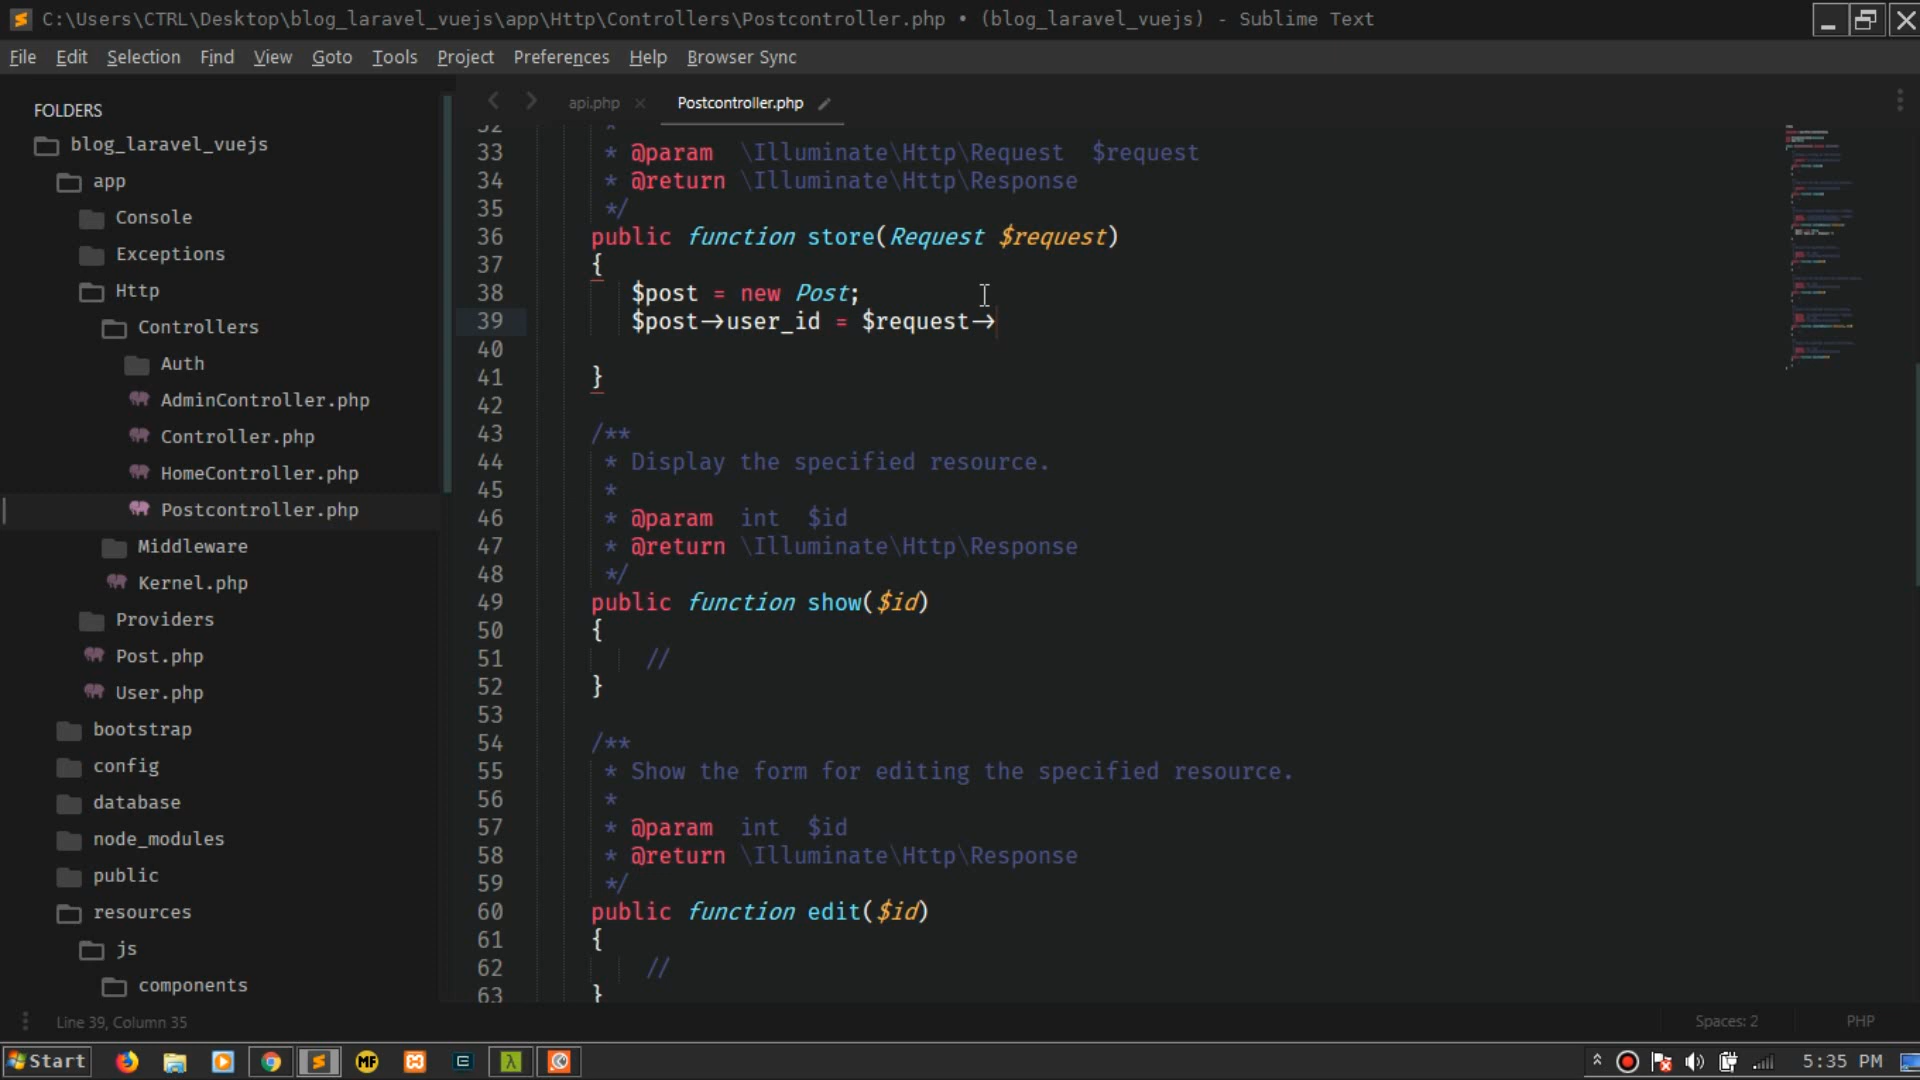 C:\Users\CTRL\Desktop\blog_laravel_vuejs\app\Http\Controllers\Postcontroller.php • (blog_laravel_vuejs) - Sublime Text
File Edit Selection Find View Goto Tools Project Preferences Help Browser Sync
FOLDERS
blog_laravel_vuejs
app
Console
Exceptions
Http
Controllers
Auth
AdminController.php
Controller.php
HomeController.php
Postcontroller.php
Middleware
Kernel.php
Providers
Post.php
User.php
bootstrap
config
database
node_modules
public
resources
js
components
api.php × Postcontroller.php
32 *
33 * @param \Illuminate\Http\Request $request
34 * @return \Illuminate\Http\Response
35 */
36 public function store(Request $request)
37 {
38 $post = new Post;
39 $post->user_id = $request->
40
41 }
42
43 /**
44 * Display the specified resource.
45 *
46 * @param int $id
47 * @return \Illuminate\Http\Response
48 */
49 public function show($id)
50 {
51 //
52 }
53
54 /**
55 * Show the form for editing the specified resource.
56 *
57 * @param int $id
58 * @return \Illuminate\Http\Response
59 */
60 public function edit($id)
61 {
62 //
63 }
Line 39, Column 35 Spaces: 2 PHP
Start MF 5:35 PM